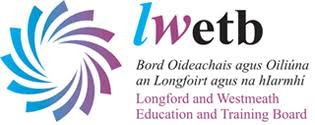 lwetb
Bord Oideachais agus Oiliúna
an Longfoirt agus na hIarmhí
Longford and Westmeath
Education and Training Board